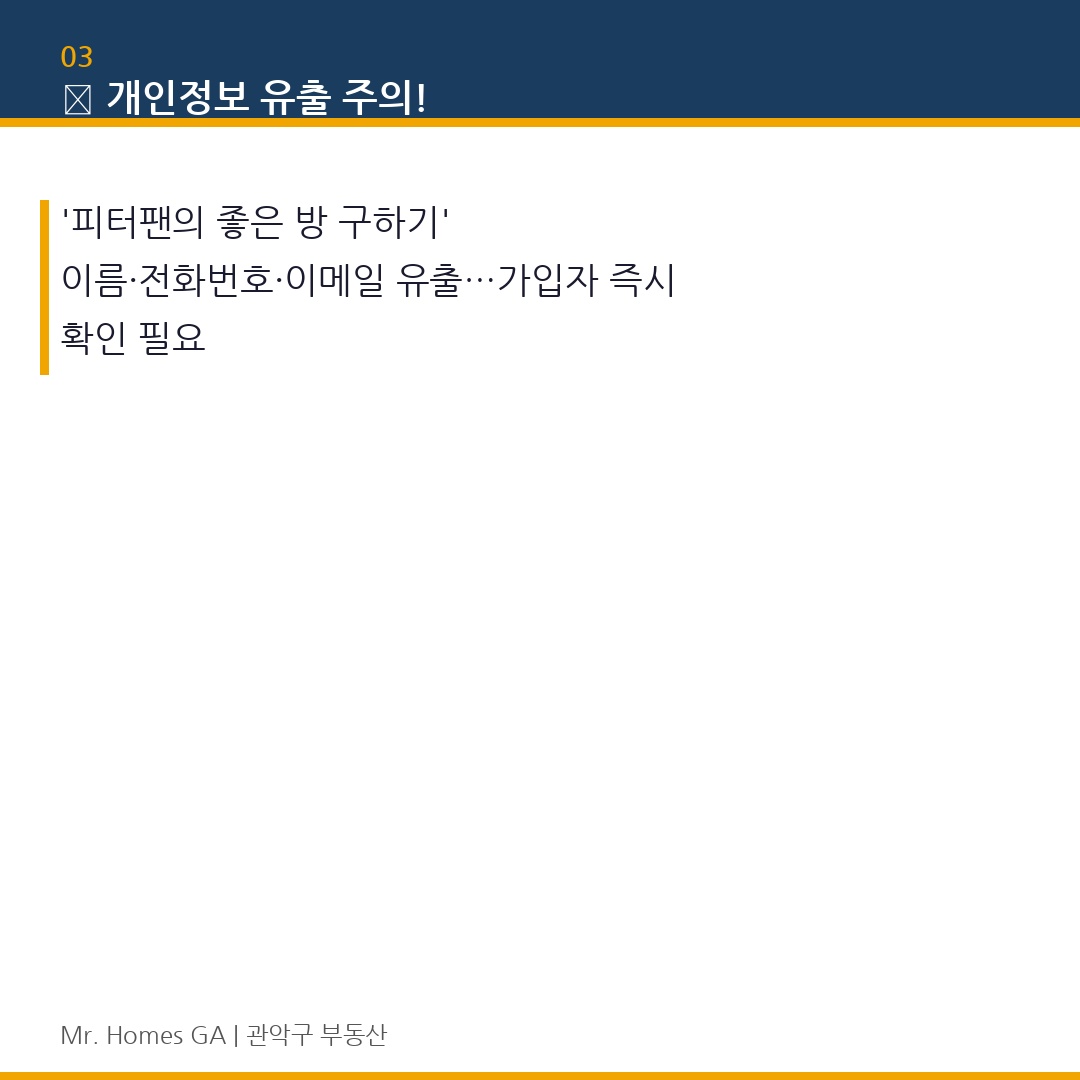 03
개인정보 유출 주의!
'피터팬의 좋은 방 구하기'
이름·전화번호·이메일 유출…가입자 즉시
확인 필요
Mr. Homes GA | 관악구 부동산